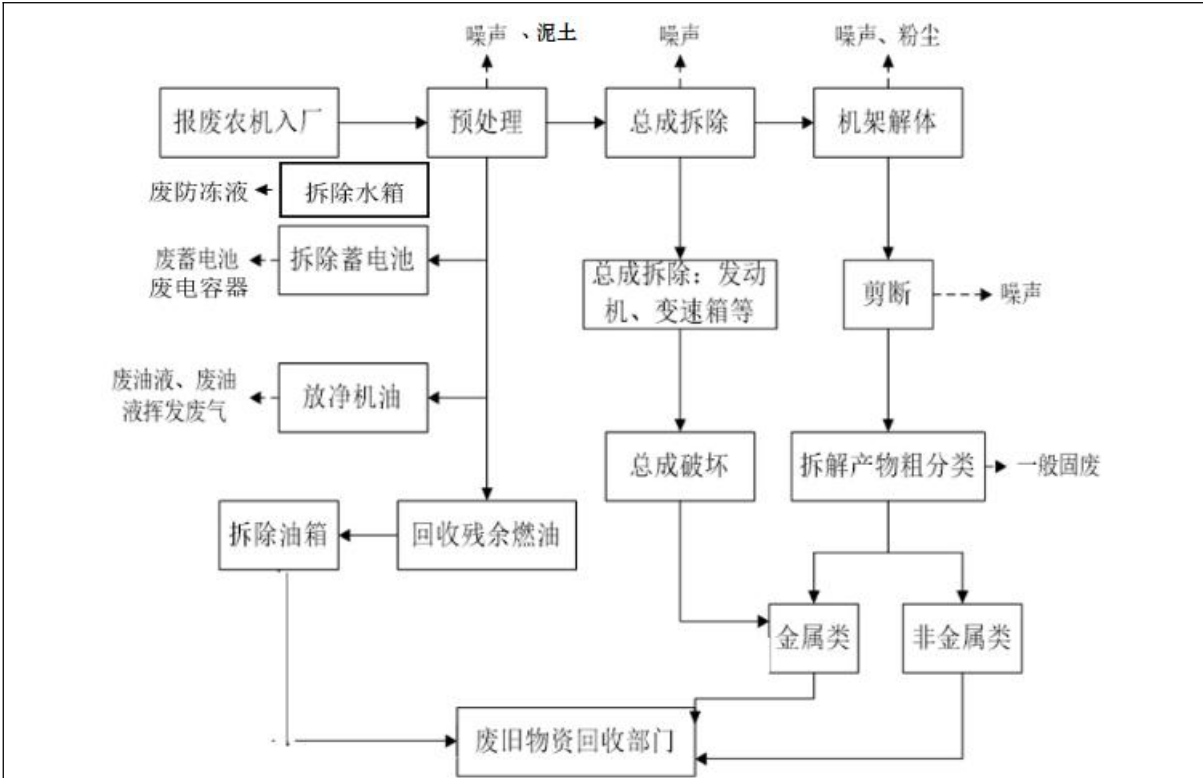 噪声、泥土
噪声
噪声、粉尘
报废农机入厂
预处理
总成拆除
机架解体
废防冻液
拆除水箱
废蓄电池
废电容器
拆除蓄电池
总成拆除：发动
机、变速箱等
剪断
噪声
废油液、废油
液挥发废气
放净机油
总成破坏
拆解产物粗分类
一般固废
拆除油箱
回收残余燃油
金属类
非金属类
废旧物资回收部门